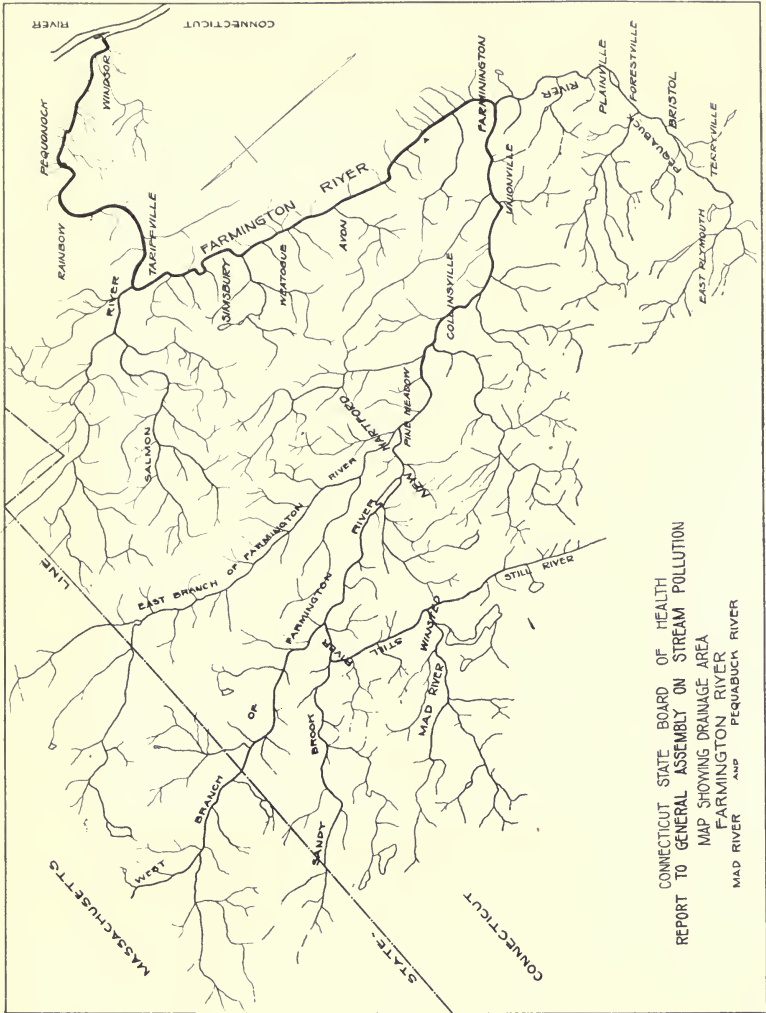 CONNECTICUT STATE BOARD OF HEALTH
REPORT TO GENERAL ASSEMBLY ON STREAM POLLUTION
MAP SHOWING DRAINAGE AREA
FARMINGTON RIVER
MAD RIVER AND PEQUABUCK RIVER
CONNECTICUT
RIVER
WINDSOR
PEQUONOCK
RAINBOW
TARIFFVILLE
RIVER
SALMON
FARMINGTON RIVER
SIMSBURY
WEATOGUE
AVON
FARMININGTON
UNIONVILLE
RIVER
PEQUABUCK
PLAINVILLE
FORESTVILLE
BRISTOL
TERRYVILLE
EAST PLYMOUTH
COLLINSVILLE
PINE MEADOW
NEW
HARTFORD
EAST BRANCH OF FARMINGTON RIVER
WEST BRANCH OF FARMINGTON RIVER
STILL RIVER
STILL
RIVER
WINSTED
MAD RIVER
SANDY BROOK
STATE-
LINE
MASSACHUSETTS
CONNECTICUT